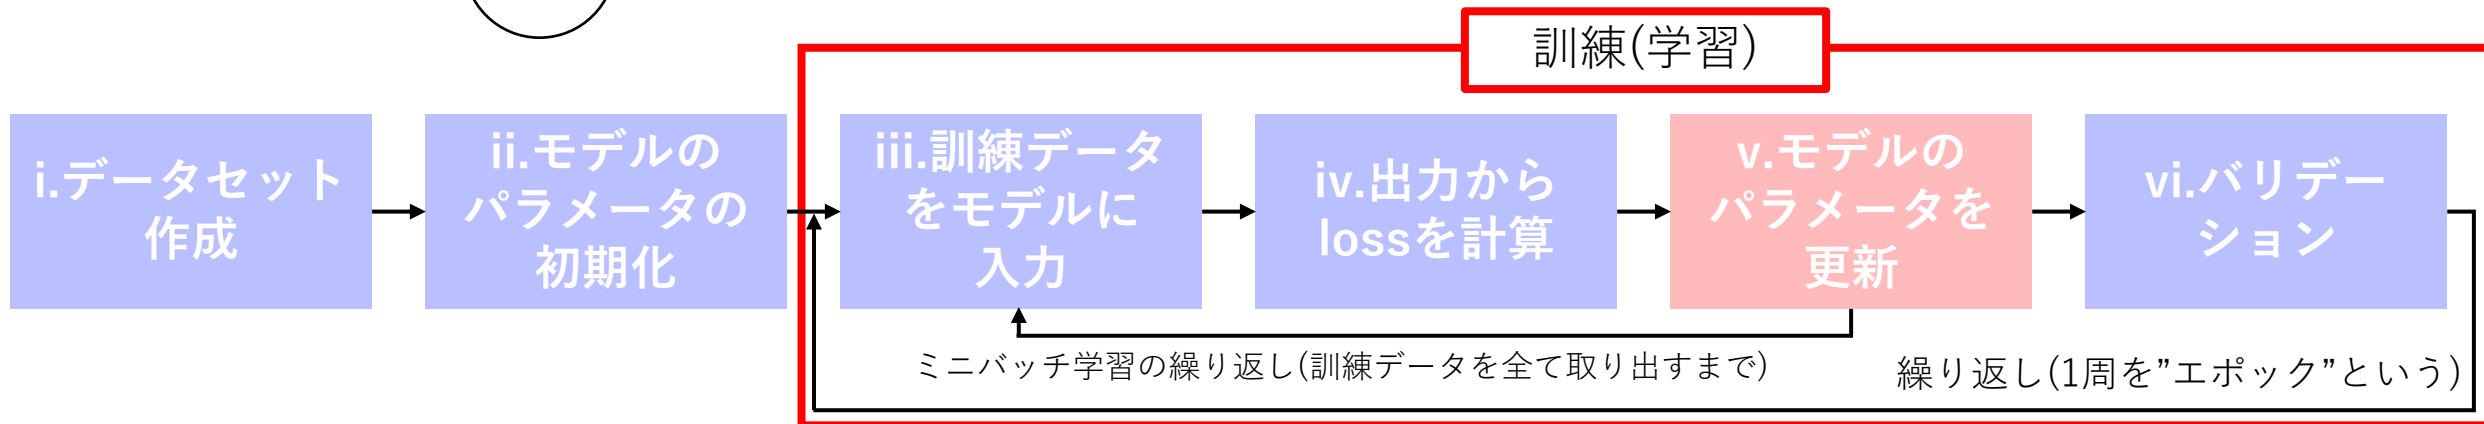 訓練(学習)
i.データセット
作成
ii.モデルの
パラメータの
初期化
iii.訓練データ
をモデルに
入力
iv.出力から
lossを計算
v.モデルの
パラメータを
更新
vi.バリデー
ション
ミニバッチ学習の繰り返し(訓練データを全て取り出すまで)
繰り返し(1周を”エポック”という)